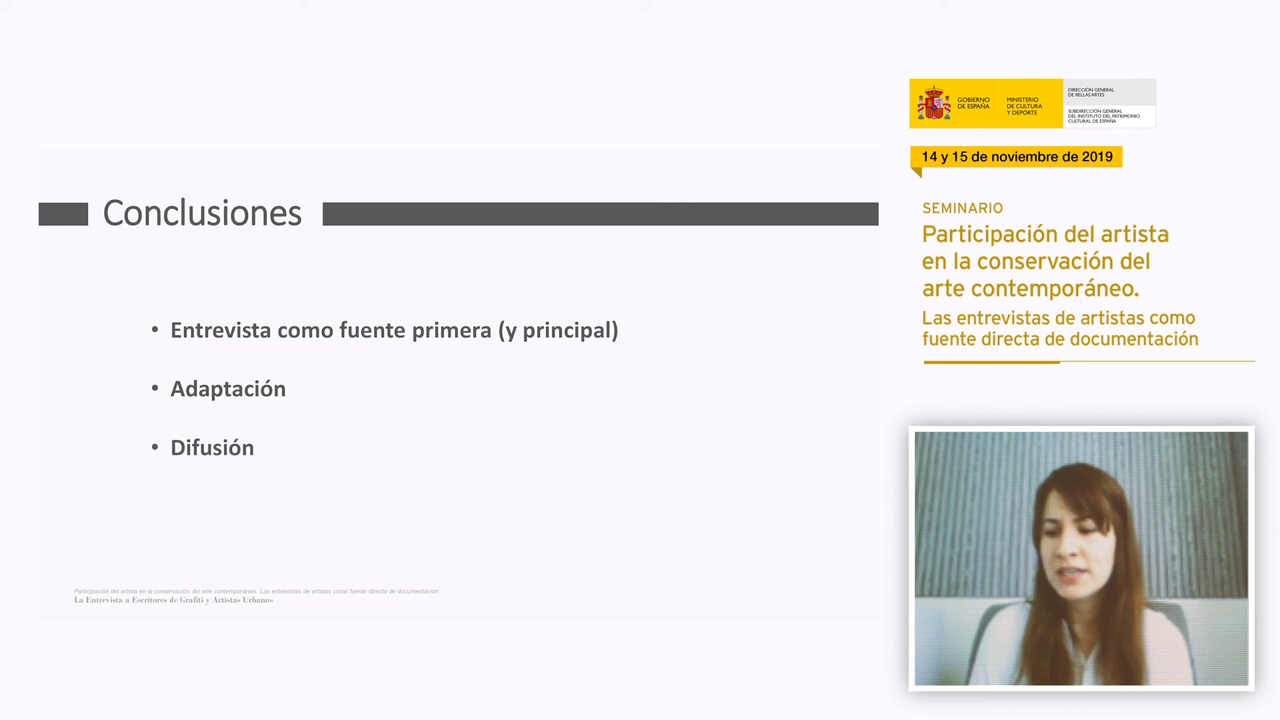 Conclusiones
• Entrevista como fuente primera (y principal)
• Adaptación
• Difusión
Participación del artista en la conservación del arte contemporáneo. Las entrevistas de artistas como fuente directa de documentación
La Entrevista a Escritores de Grafiti y Artistas Urbanos
GOBIERNO
DE ESPAÑA
MINISTERIO
DE CULTURA
Y DEPORTE
DIRECCIÓN GENERAL
DE BELLAS ARTES
SUBDIRECCIÓN GENERAL
DEL INSTITUTO DEL PATRIMONIO
CULTURAL DE ESPAÑA
14 y 15 de noviembre de 2019
SEMINARIO
Participación del artista
en la conservación del
arte contemporáneo.
Las entrevistas de artistas como
fuente directa de documentación